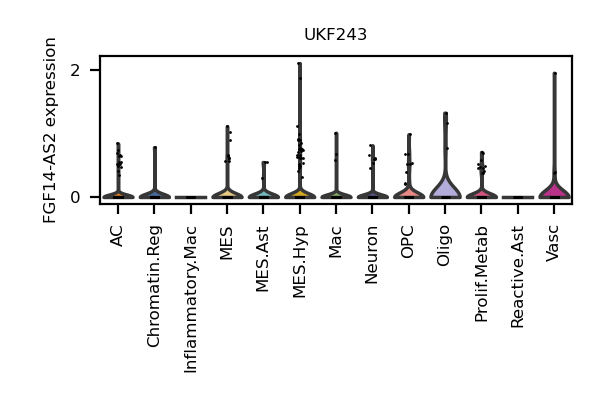 UKF243
FGF14-AS2 expression
2
0
AC
Chromatin.Reg
Inflammatory.Mac
MES
MES.Ast
MES.Hyp
Mac
Neuron
OPC
Oligo
Prolif.Metab
Reactive.Ast
Vasc